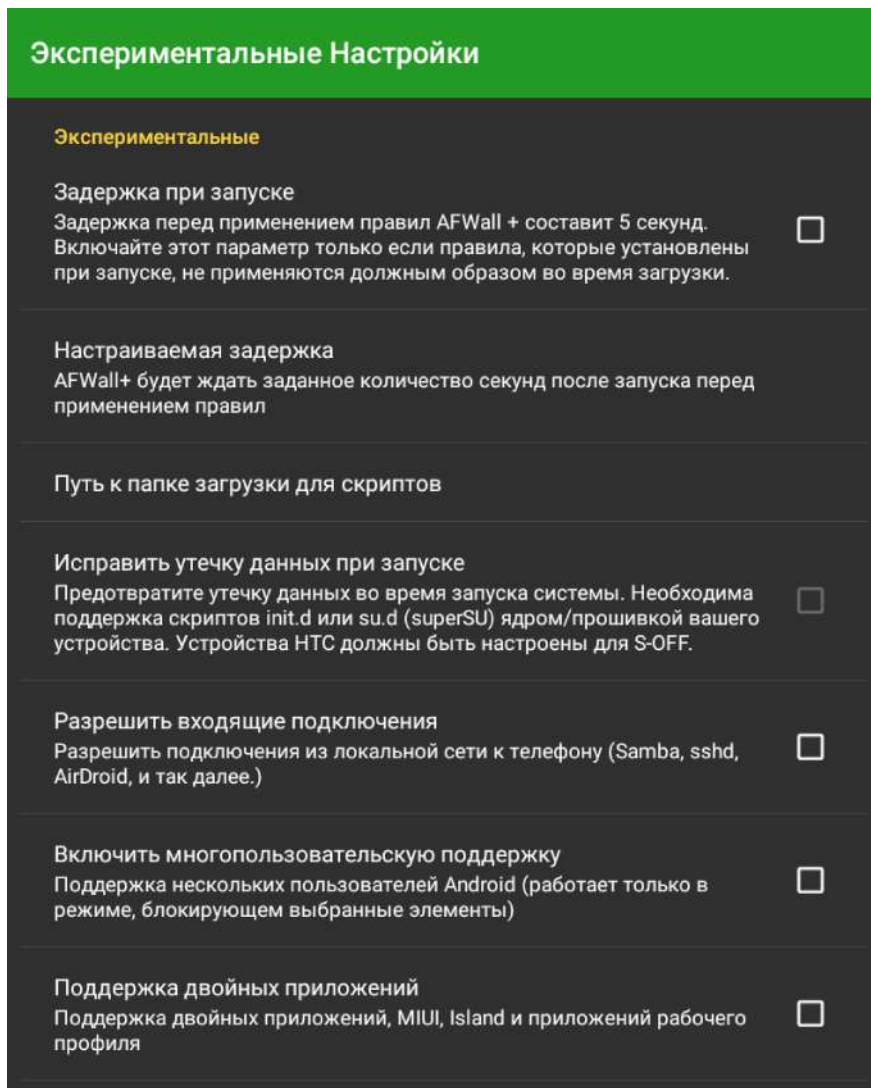 Экспериментальные Настройки
Экспериментальные
Задержка при запуске
Задержка перед применением правил AFWall + составит 5 секунд.
Включайте этот параметр только если правила, которые установлены
при запуске, не применяются должным образом во время загрузки.
Настраиваемая задержка
AFWall+ будет ждать заданное количество секунд после запуска перед
применением правил
Путь к папке загрузки для скриптов
Исправить утечку данных при запуске
Предотвратите утечку данных во время запуска системы. Необходима
поддержка скриптов init.d или su.d (superSU) ядром/прошивкой вашего
устройства. Устройства HTC должны быть настроены для S-OFF.
Разрешить входящие подключения
Разрешить подключения из локальной сети к телефону (Samba, sshd,
AirDroid, и так далее.)
Включить многопользовательскую поддержку
Поддержка нескольких пользователей Android (работает только в
режиме, блокирующем выбранные элементы)
Поддержка двойных приложений
Поддержка двойных приложений, MIUI, Island и приложений рабочего
профиля